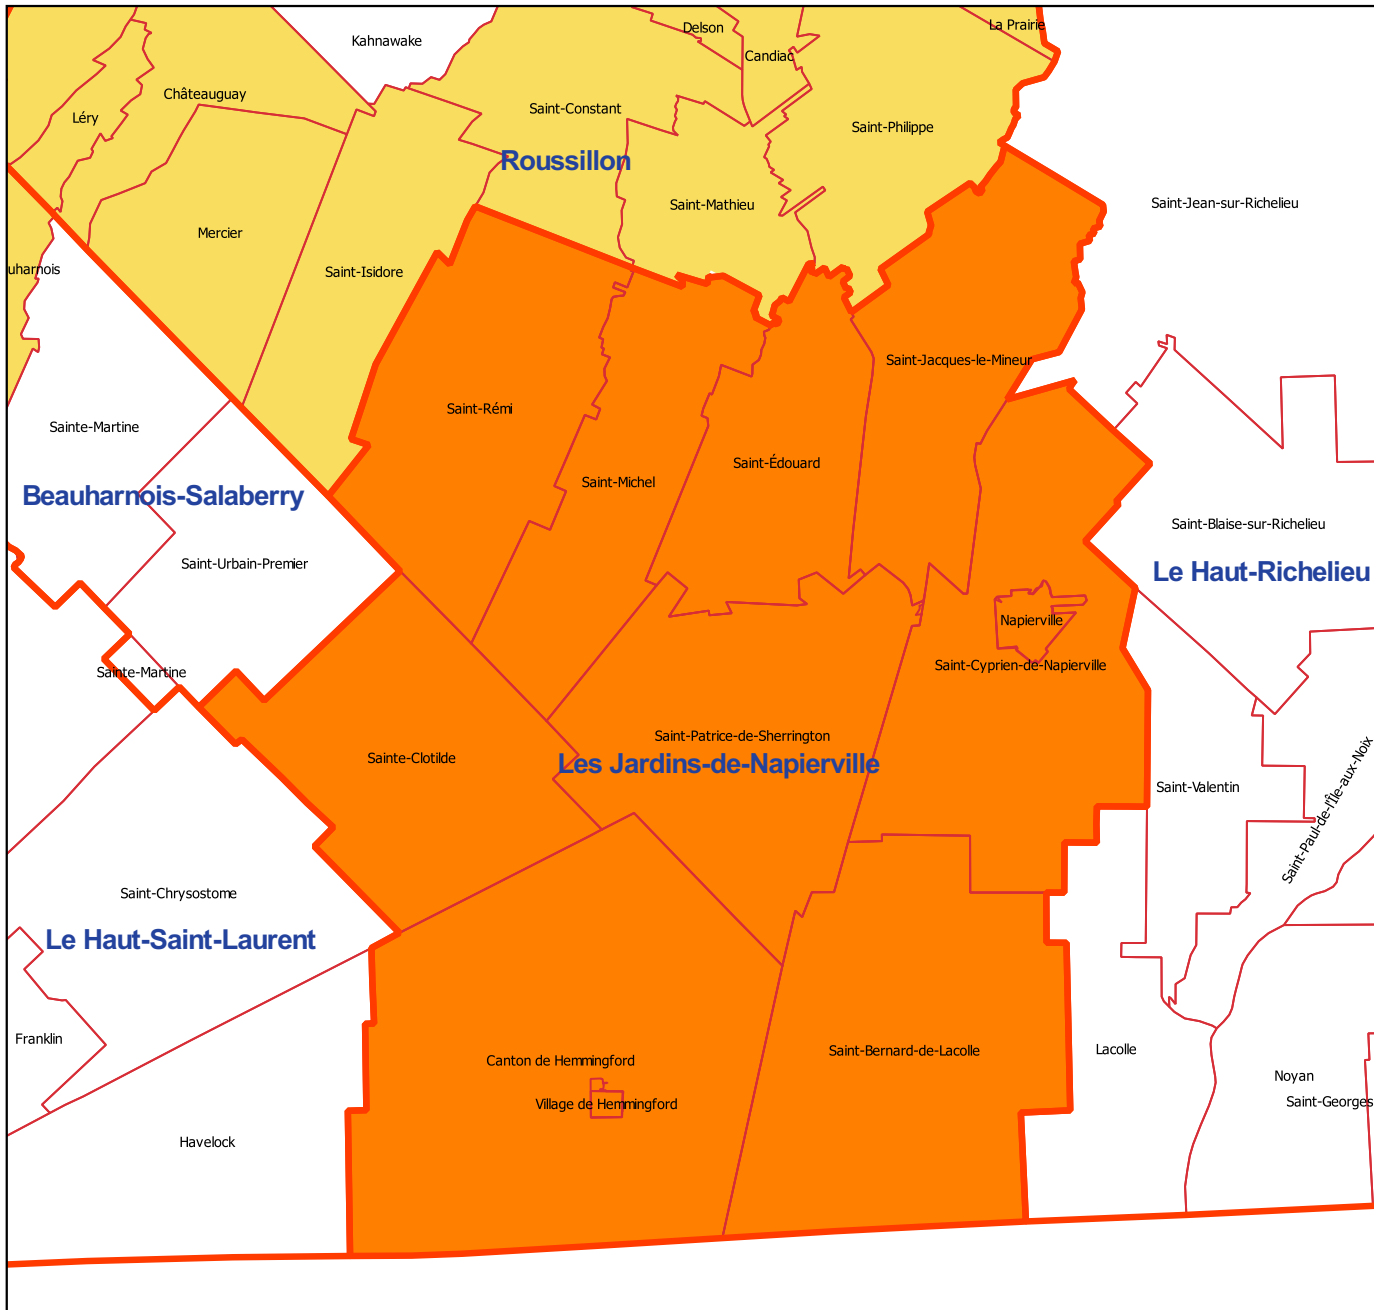 La Prairie
Delson
Kahnawake
Candiac
Châteauguay
Saint-Constant
Léry
Saint-Philippe
Roussillon
Saint-Jean-sur-Richelieu
Saint-Mathieu
Mercier
uharnois
Saint-Isidore
Saint-Jacques-le-Mineur
Saint-Rémi
Sainte-Martine
Saint-Édouard
Saint-Michel
Beauharnois-Salaberry
Saint-Blaise-sur-Richelieu
Saint-Urbain-Premier
Le Haut-Richelieu
Napierville
Saint-Cyprien-de-Napierville
Sainte-Martine
Saint-Patrice-de-Sherrington
Sainte-Clotilde
Les Jardins-de-Napierville
Saint-Valentin
Saint-Paul-de-l'Île-aux-Noix
Saint-Chrysostome
Le Haut-Saint-Laurent
Franklin
Saint-Bernard-de-Lacolle
Lacolle
Canton de Hemmingford
Noyan
Saint-Georges
Village de Hemmingford
Havelock